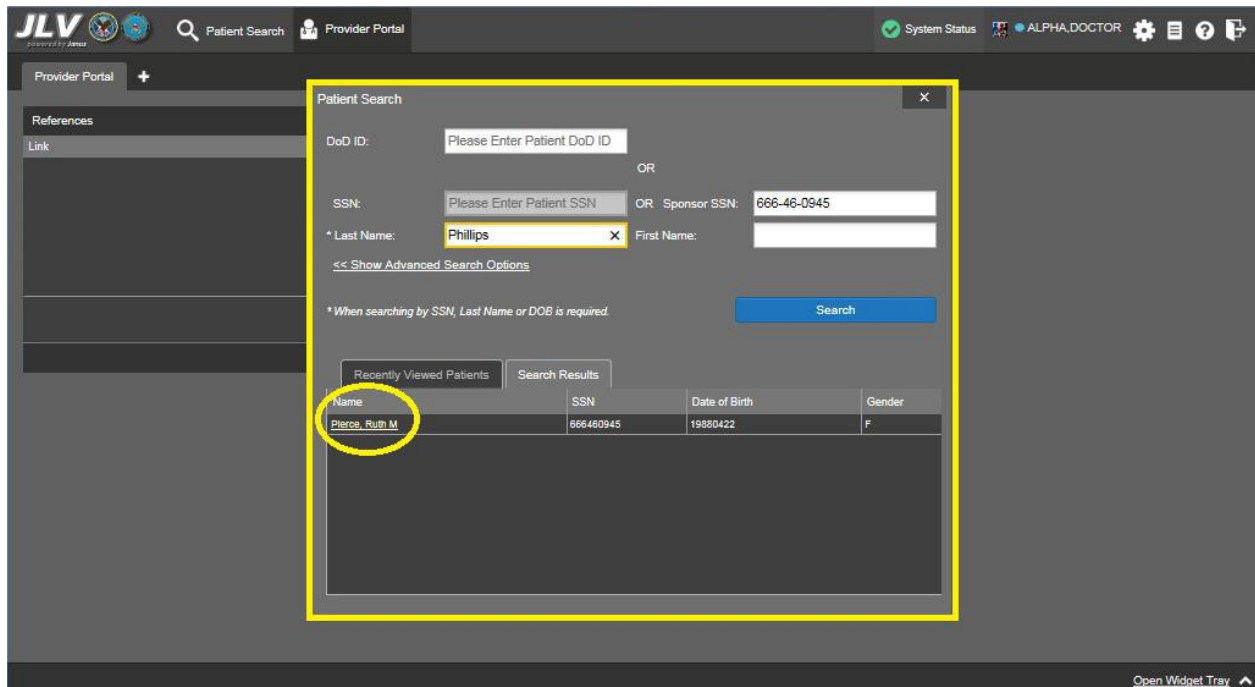 JLV
powered by Janus
Patient Search
Provider Portal
System Status
ALPHA,DOCTOR
Provider Portal
References
Link
Patient Search
DoD ID:
Please Enter Patient DoD ID
OR
SSN:
Please Enter Patient SSN
OR Sponsor SSN:
666-46-0945
* Last Name:
Phillips
First Name:
<< Show Advanced Search Options
* When searching by SSN, Last Name or DOB is required.
Search
Recently Viewed Patients
Search Results
Name SSN Date of Birth Gender
Pierce, Ruth M 666460945 19880422 F
Open Widget Tray